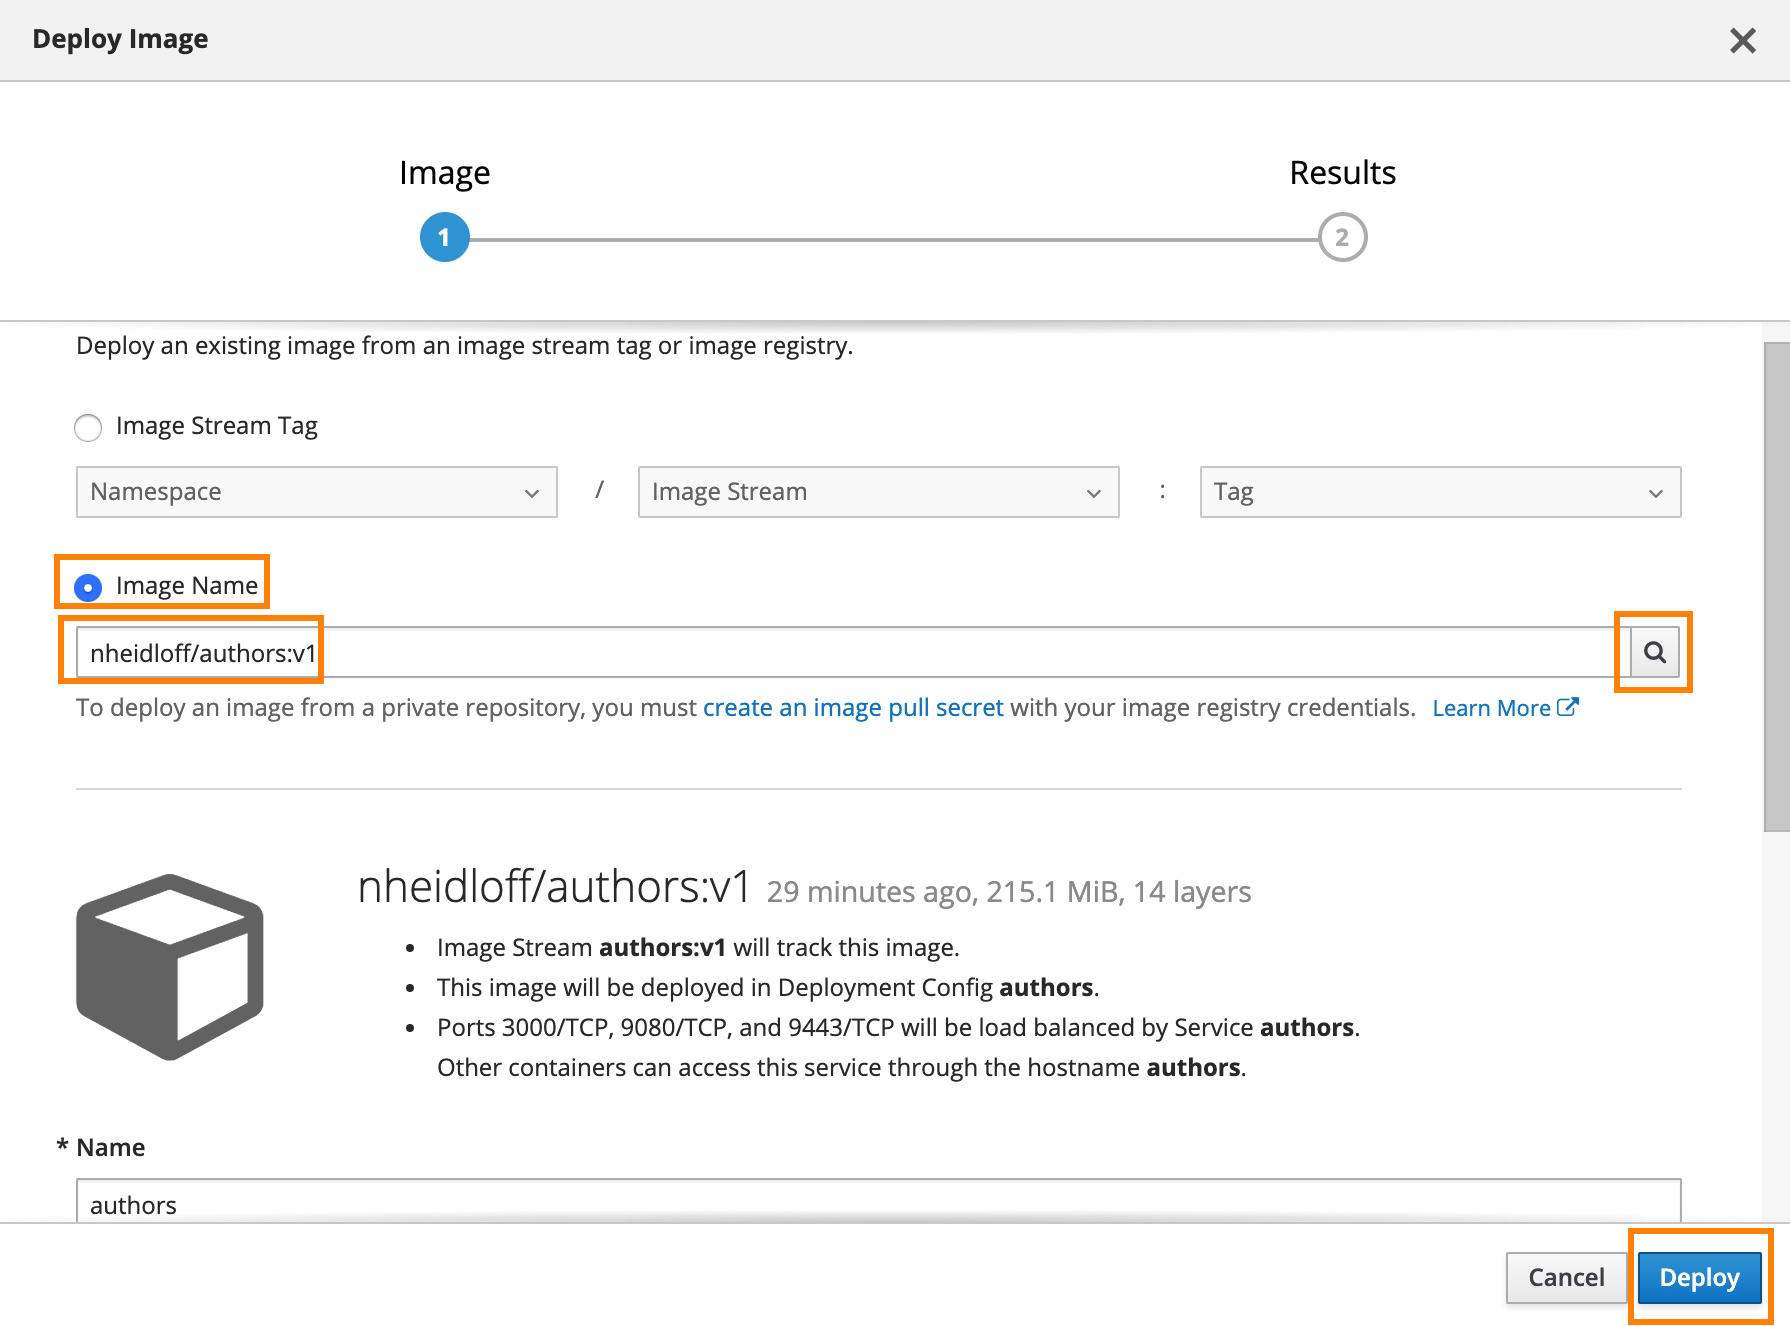 Deploy Image
Image
Results
1
2
Deploy an existing image from an image stream tag or image registry.
Image Stream Tag
Namespace / Image Stream : Tag
Image Name
nheidloff/authors:v1
To deploy an image from a private repository, you must create an image pull secret with your image registry credentials. Learn More
nheidloff/authors:v1 29 minutes ago, 215.1 MiB, 14 layers
• Image Stream authors:v1 will track this image.
• This image will be deployed in Deployment Config authors.
• Ports 3000/TCP, 9080/TCP, and 9443/TCP will be load balanced by Service authors.
Other containers can access this service through the hostname authors.
* Name
authors
Cancel
Deploy